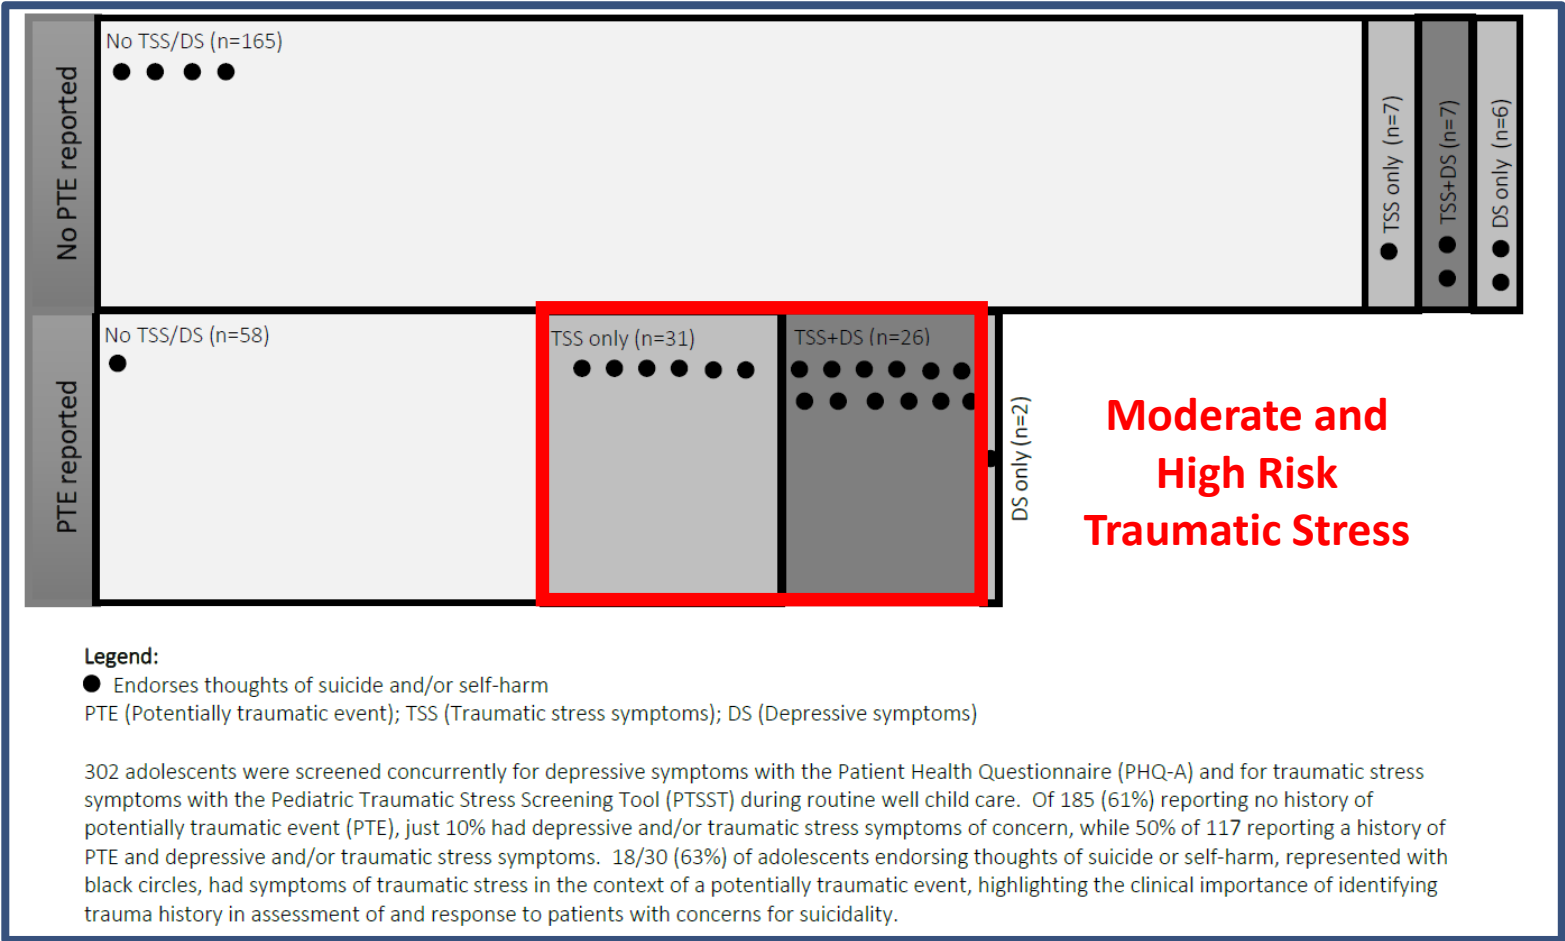 No PTE reported
No TSS/DS (n=165)
TSS only (n=7)
TSS+DS (n=7)
DS only (n=6)
PTE reported
No TSS/DS (n=58)
TSS only (n=31)
TSS+DS (n=26)
DS only (n=2)
Moderate and
High Risk
Traumatic Stress
Legend:
Endorses thoughts of suicide and/or self-harm
PTE (Potentially traumatic event); TSS (Traumatic stress symptoms); DS (Depressive symptoms)
302 adolescents were screened concurrently for depressive symptoms with the Patient Health Questionnaire (PHQ-A) and for traumatic stress
symptoms with the Pediatric Traumatic Stress Screening Tool (PTSST) during routine well child care.  Of 185 (61%) reporting no history of
potentially traumatic event (PTE), just 10% had depressive and/or traumatic stress symptoms of concern, while 50% of 117 reporting a history of
PTE and depressive and/or traumatic stress symptoms.  18/30 (63%) of adolescents endorsing thoughts of suicide or self-harm, represented with
black circles, had symptoms of traumatic stress in the context of a potentially traumatic event, highlighting the clinical importance of identifying
trauma history in assessment of and response to patients with concerns for suicidality.